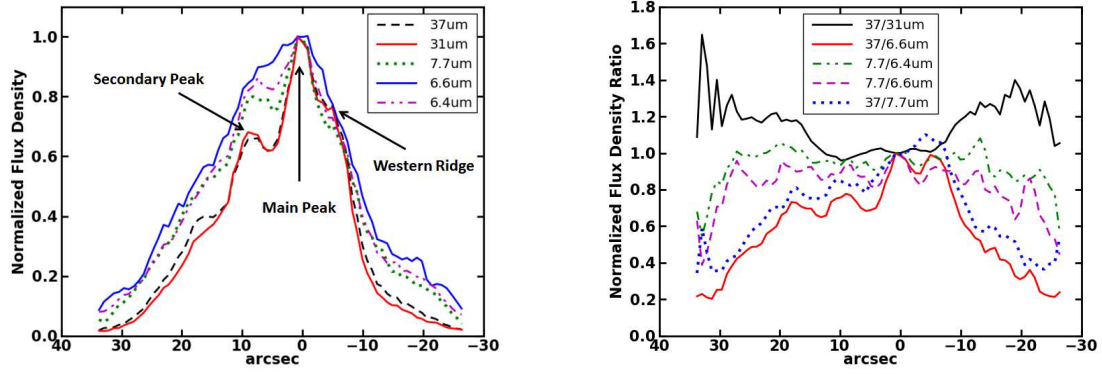 Normalized Flux Density
1.0
0.8
0.6
0.4
0.2
0.0
40 30 20 10 0 −10 −20 −30
arcsec
37um
31um
7.7um
6.6um
6.4um
Secondary Peak
Main Peak
Western Ridge
Normalized Flux Density Ratio
1.8
1.6
1.4
1.2
1.0
0.8
0.6
0.4
0.2
0.0
40 30 20 10 0 −10 −20 −30
arcsec
37/31um
37/6.6um
7.7/6.4um
7.7/6.6um
37/7.7um